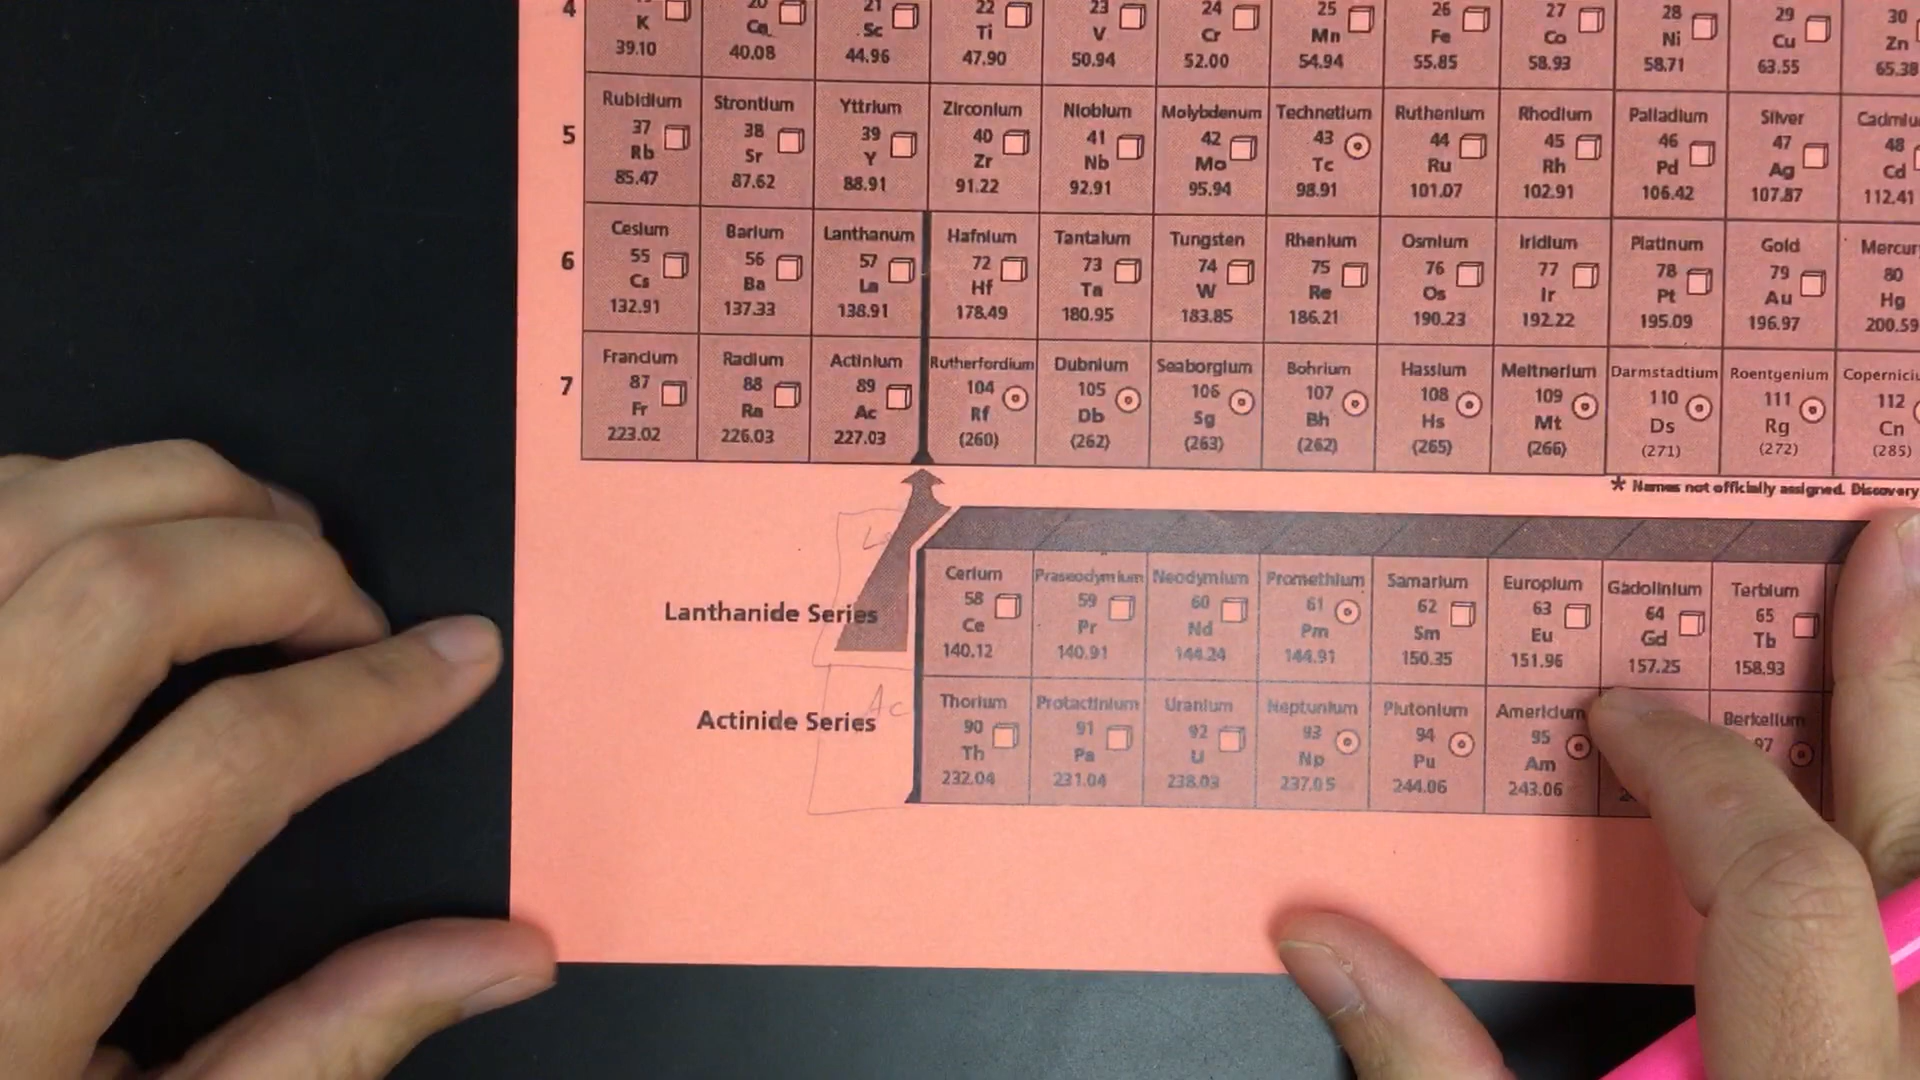 4 19 20 21 22 23 24 25 26 27 28 29 30
K Ca Sc Ti V Cr Mn Fe Co Ni Cu Zn
39.10 40.08 44.96 47.90 50.94 52.00 54.94 55.85 58.93 58.71 63.55 65.38
Rubidium Strontium Yttrium Zirconium Niobium Molybdenum Technetium Ruthenium Rhodium Palladium Silver
5 37 38 39 40 41 42 43 44 45 46 47 48
Rb Sr Y Zr Nb Mo Tc Ru Rh Pd Ag Cd
85.47 87.62 88.91 91.22 92.91 95.94 98.91 101.07 102.91 106.42 107.87 112.41
Cesium Barium Lanthanum Hafnium Tantalum Tungsten Rhenium Osmium Iridium Platinum Gold Mercur
6 55 56 57 72 73 74 75 76 77 78 79 80
Cs Ba La Hf Ta W Re Os Ir Pt Au Hg
132.91 137.33 138.91 178.49 180.95 183.85 186.21 190.23 192.22 195.09 196.97 200.59
Francium Radium Actinium Rutherfordium Dubnium Seaborgium Bohrium Hassium Meitnerium Darmstadtium Roentgenium Copernici
7 87 88 89 104 105 106 107 108 109 110 111 112
Fr Ra Ac Rf Db Sg Bh Hs Mt Ds Rg Cn
223.02 226.03 227.03 (260) (262) (263) (262) (265) (266) (271) (272) (285)
* Names not officially assigned. Discovery
Cerium Praseodymium Neodymium Promethium Samarium Europium Gadolinium Terbium
Lanthanide Series 58 59 60 61 62 63 64 65
Ce Pr Nd Pm Sm Eu Gd Tb
140.12 140.91 144.24 144.91 150.35 151.96 157.25 158.93
Ac
Thorium Protactinium Uranium Neptunium Plutonium Americium Berkelium
Actinide Series 90 91 92 93 94 95 97
Th Pa U Np Pu Am
232.04 231.04 238.03 237.05 244.06 243.06